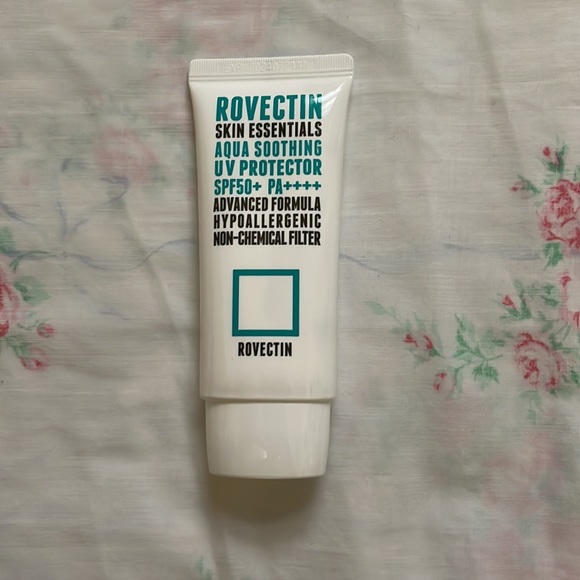 ROVECTIN
SKIN ESSENTIALS
AQUA SOOTHING
UV PROTECTOR
SPF50+ PA++++
ADVANCED FORMULA
HYPOALLERGENIC
NON-CHEMICAL FILTER
ROVECTIN